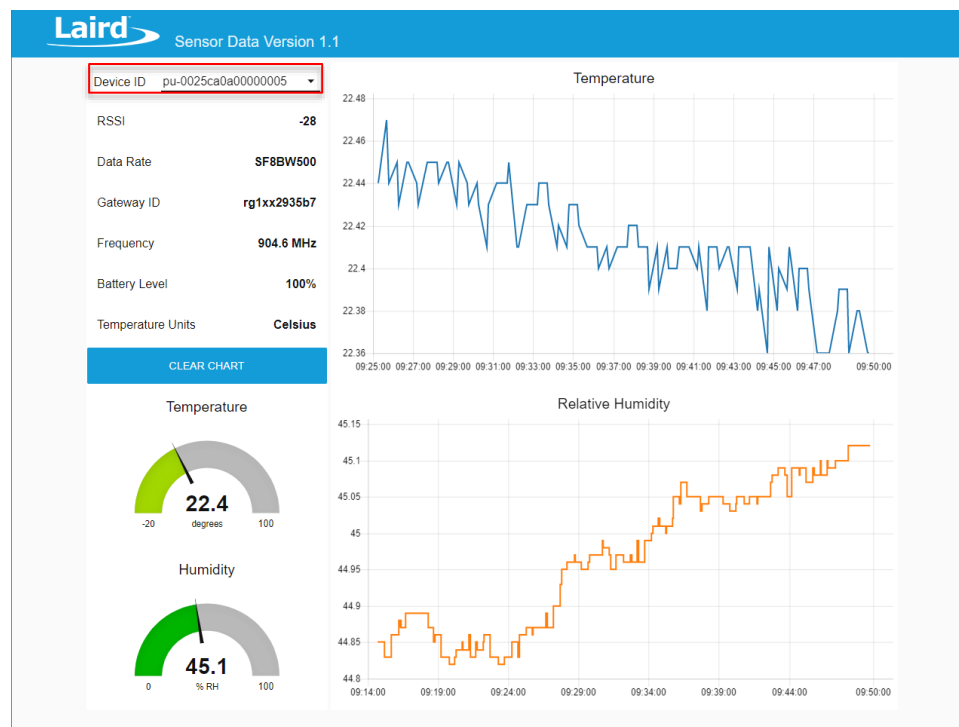 Laird
Sensor Data Version 1.1
Device ID pu-0025ca0a00000005
RSSI -28
Data Rate SF8BW500
Gateway ID rg1xx2935b7
Frequency 904.6 MHz
Battery Level 100%
Temperature Units Celsius
CLEAR CHART
Temperature
22.4
-20 degrees 100
Humidity
45.1
0 % RH 100
Temperature
22.48
22.46
22.44
22.42
22.4
22.38
22.36
09:25:00 09:27:00 09:29:00 09:31:00 09:33:00 09:35:00 09:37:00 09:39:00 09:41:00 09:43:00 09:45:00 09:47:00 09:50:00
Relative Humidity
45.15
45.1
45.05
45
44.95
44.9
44.85
44.8
09:14:00 09:19:00 09:24:00 09:29:00 09:34:00 09:39:00 09:44:00 09:50:00